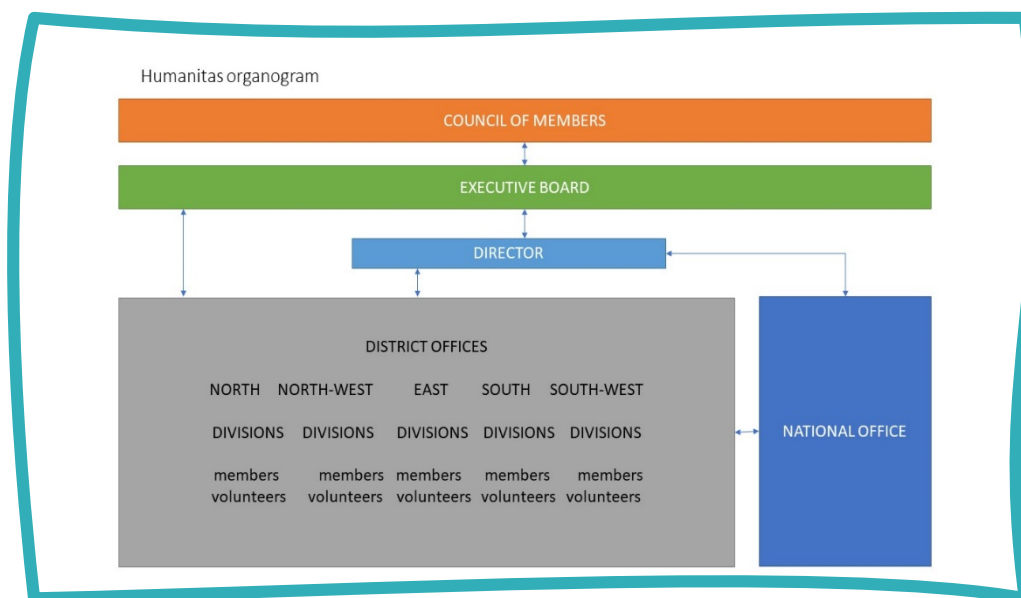 Humanitas organogram
COUNCIL OF MEMBERS
EXECUTIVE BOARD
DIRECTOR
DISTRICT OFFICES
NORTH NORTH-WEST EAST SOUTH SOUTH-WEST
DIVISIONS DIVISIONS DIVISIONS DIVISIONS DIVISIONS
members members members members members
volunteers volunteers volunteers volunteers volunteers
NATIONAL OFFICE